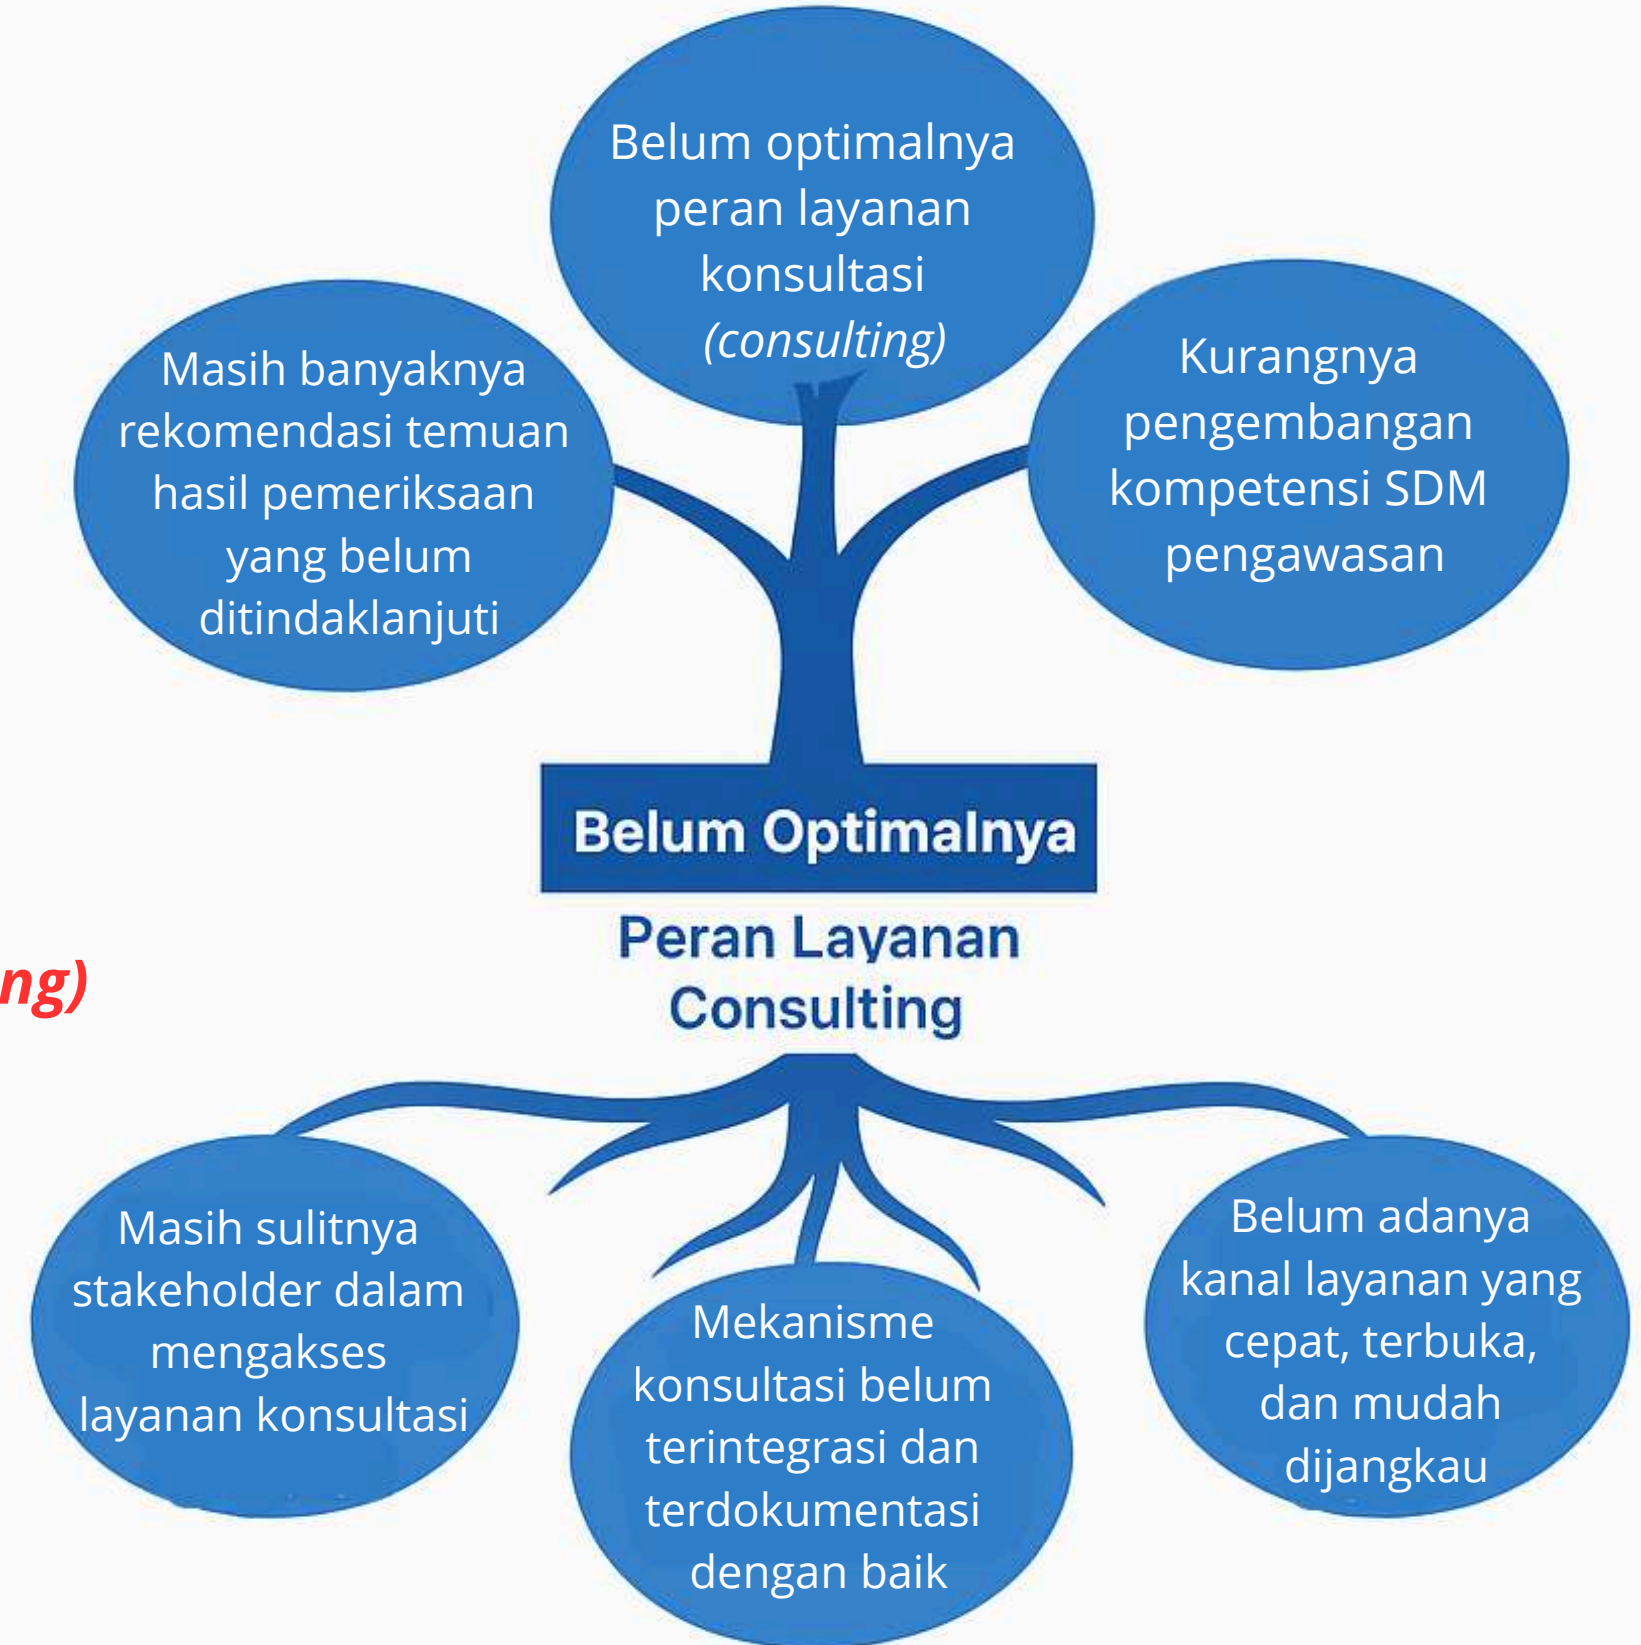 Belum optimalnya
peran layanan
konsultasi
(consulting)
Masih banyaknya
rekomendasi temuan
hasil pemeriksaan
yang belum
ditindaklanjuti
Kurangnya
pengembangan
kompetensi SDM
pengawasan
Belum Optimalnya
Peran Layanan
Consulting
ng)
Masih sulitnya
stakeholder dalam
mengakses
layanan konsultasi
Mekanisme
konsultasi belum
terintegrasi dan
terdokumentasi
dengan baik
Belum adanya
kanal layanan yang
cepat, terbuka,
dan mudah
dijangkau